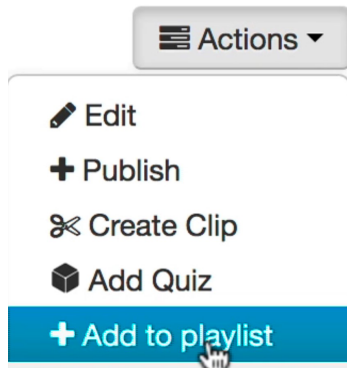 Actions
Edit
Publish
Create Clip
Add Quiz
Add to playlist